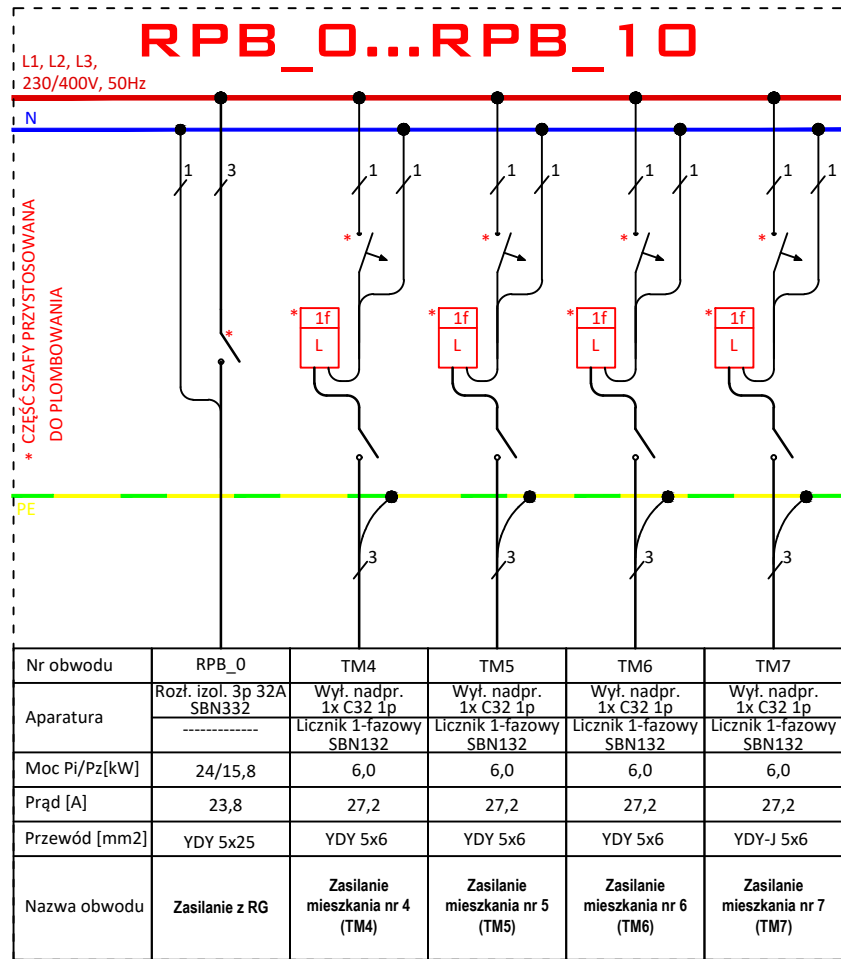 RPB_0...RPB_10
L1, L2, L3,
230/400V, 50Hz
N
1
3
1
1
1
1
1
1
1
1
*
*
*
*
*
* CZĘŚĆ SZAFY PRZYSTOSOWANA
DO PLOMBOWANIA
* 1f
L
* 1f
L
* 1f
L
* 1f
L
PE
3
3
3
3
Nr obwodu RPB_0 TM4 TM5 TM6 TM7
Aparatura
Rozł. izol. 3p 32A
SBN332
-------------
Wył. nadpr.
1x C32 1p
Licznik 1-fazowy
SBN132
Wył. nadpr.
1x C32 1p
Licznik 1-fazowy
SBN132
Wył. nadpr.
1x C32 1p
Licznik 1-fazowy
SBN132
Wył. nadpr.
1x C32 1p
Licznik 1-fazowy
SBN132
Moc Pi/Pz[kW] 24/15,8 6,0 6,0 6,0 6,0
Prąd [A] 23,8 27,2 27,2 27,2 27,2
Przewód [mm2] YDY 5x25 YDY 5x6 YDY 5x6 YDY 5x6 YDY-J 5x6
Nazwa obwodu
Zasilanie z RG
Zasilanie
mieszkania nr 4
(TM4)
Zasilanie
mieszkania nr 5
(TM5)
Zasilanie
mieszkania nr 6
(TM6)
Zasilanie
mieszkania nr 7
(TM7)